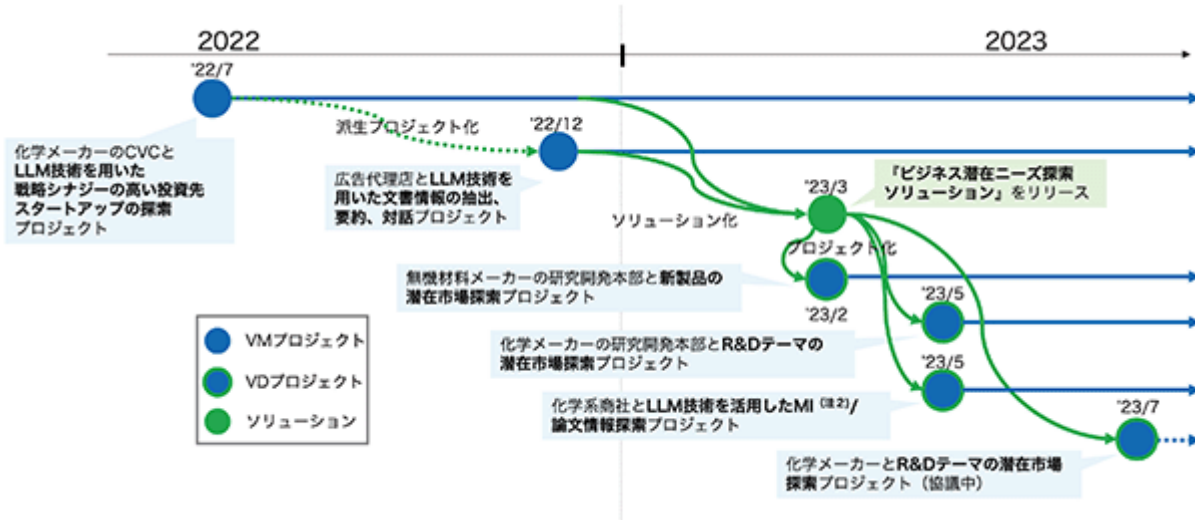 2022
2023
'22/7
派生プロジェクト化
'22/12
化学メーカーのCVCと
LLM技術を用いた
戦略シナジーの高い投資先
スタートアップの探索
プロジェクト
広告代理店とLLM技術を
用いた文書情報の抽出、
要約、対話プロジェクト
『ビジネス潜在ニーズ探索
ソリューション』をリリース
'23/3
ソリューション化
プロジェクト化
無機材料メーカーの研究開発本部と新製品の
潜在市場探索プロジェクト
'23/2
'23/5
化学メーカーの研究開発本部とR&Dテーマの
潜在市場探索プロジェクト
'23/5
化学系商社とLLM技術を活用したMI (注2)/
論文情報探索プロジェクト
'23/7
化学メーカーとR&Dテーマの潜在市場
探索プロジェクト（協議中）
VMプロジェクト
VDプロジェクト
ソリューション